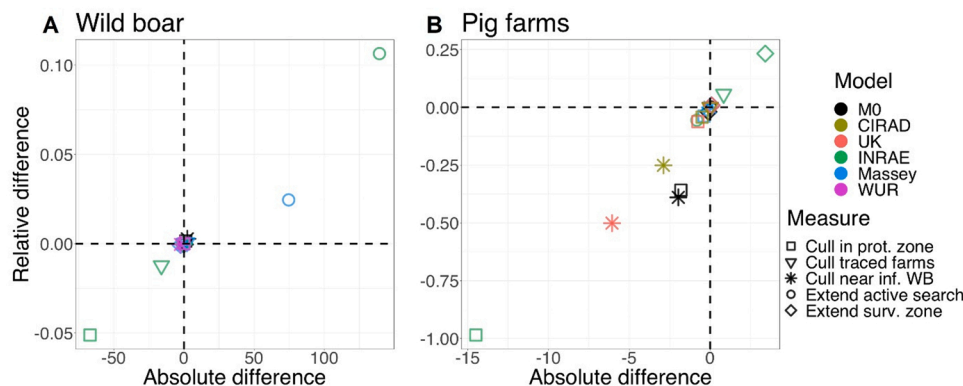 A Wild boar
B Pig farms
Relative difference
0.10
0.05
0.00
-0.05
-50 0 50 100
Absolute difference
0.25
0.00
-0.25
-0.50
-0.75
-1.00
-15 -10 -5 0
Absolute difference
Model
M0
CIRAD
UK
INRAE
Massey
WUR
Measure
Cull in prot. zone
Cull traced farms
Cull near inf. WB
Extend active search
Extend surv. zone